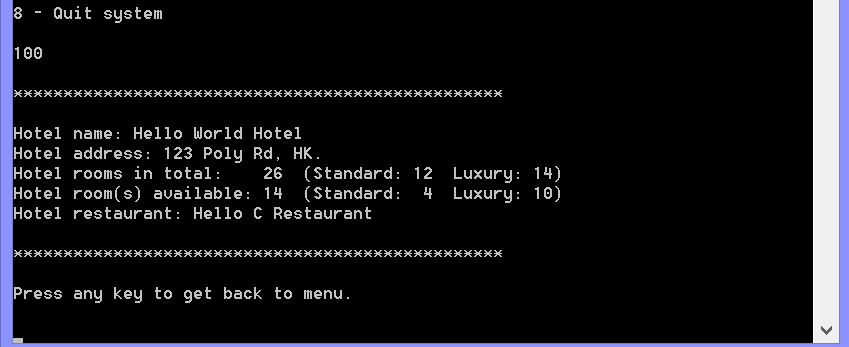 8 - Quit system
100
*************************************************
Hotel name: Hello World Hotel
Hotel address: 123 Poly Rd, HK.
Hotel rooms in total:    26  (Standard: 12  Luxury: 14)
Hotel room(s) available: 14  (Standard:  4  Luxury: 10)
Hotel restaurant: Hello C Restaurant
*************************************************
Press any key to get back to menu.